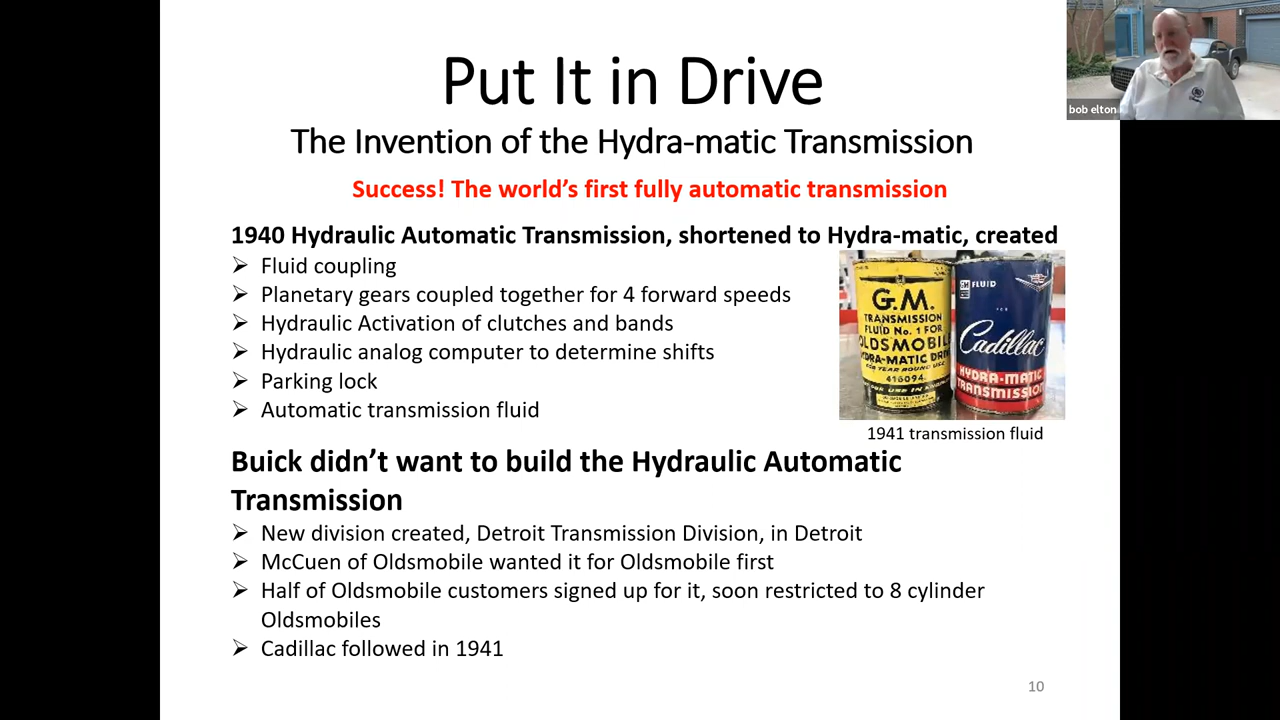 Put It in Drive
The Invention of the Hydra-matic Transmission
Success! The world's first fully automatic transmission
1940 Hydraulic Automatic Transmission, shortened to Hydra-matic, created
Fluid coupling
Planetary gears coupled together for 4 forward speeds
Hydraulic Activation of clutches and bands
Hydraulic analog computer to determine shifts
Parking lock
Automatic transmission fluid
G.M.
TRANSMISSION
FLUID No. 1 FOR
OLDSMOBIL
YDRA-MATIC DRI
FOR YEAR ROUND USE
GM FLUID
FOR
Cadillac
HYDRA-MATIC
TRANSMISSION
1941 transmission fluid
Buick didn't want to build the Hydraulic Automatic
Transmission
New division created, Detroit Transmission Division, in Detroit
McCuen of Oldsmobile wanted it for Oldsmobile first
Half of Oldsmobile customers signed up for it, soon restricted to 8 cylinder
Oldsmobiles
Cadillac followed in 1941
10
bob elton